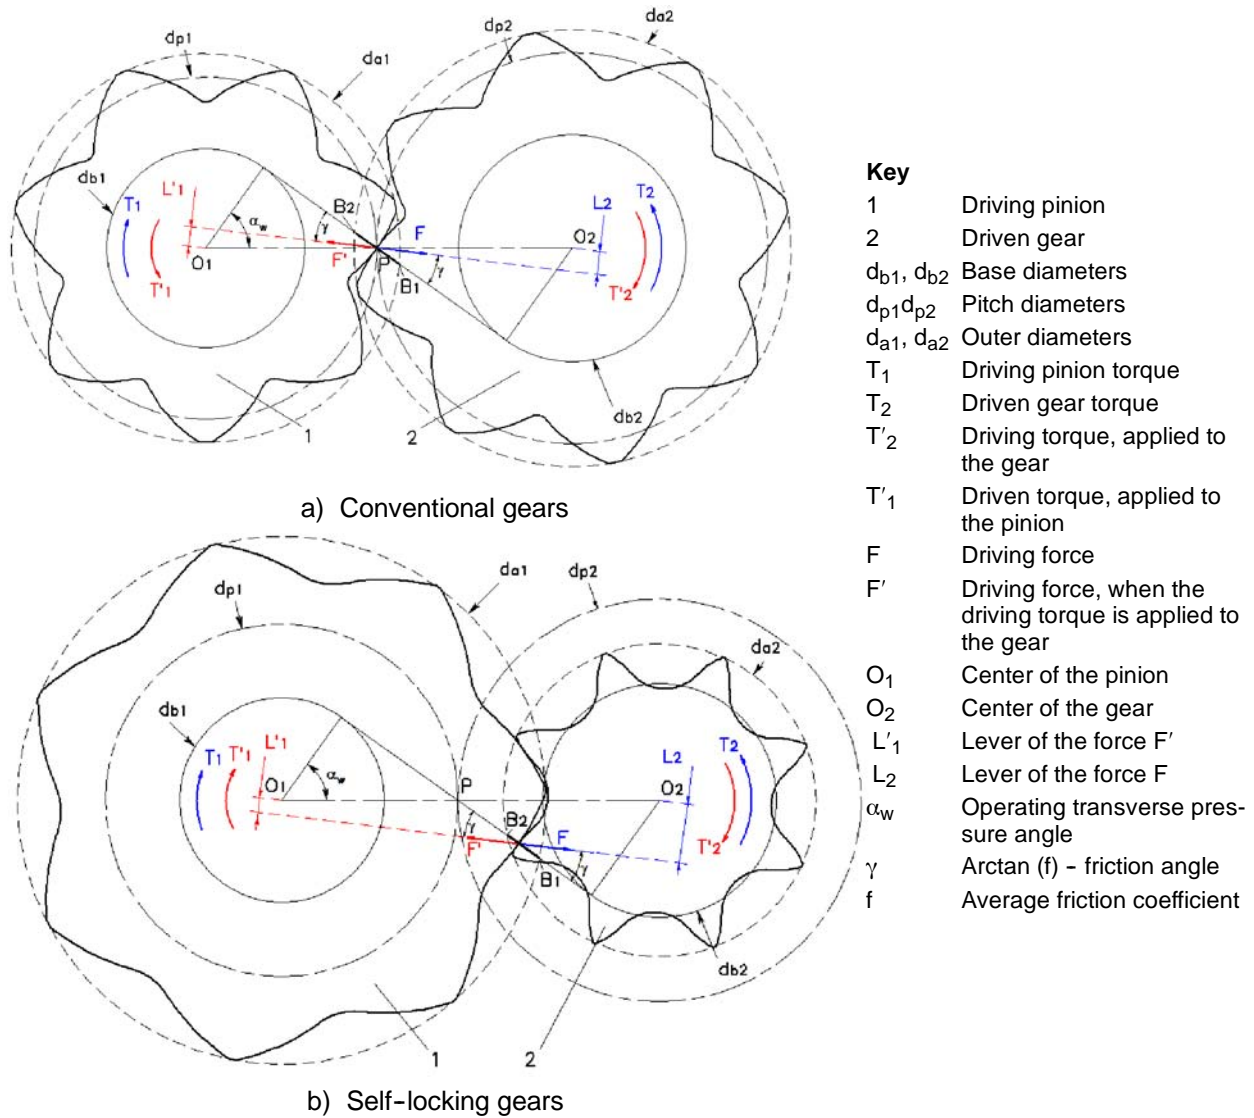 dp1
da1
dp2
da2
db1
L'1
T1
T'1
αw
O1
B2
γ
F'
F
P
B1
γ
L2
O2
T2
T'2
db2
1
2
a) Conventional gears
dp1
da1
dp2
da2
db1
L'1
T1
T'1
αw
O1
P
B2
γ
F'
F
B1
γ
L2
O2
T2
T'2
db2
1
2
b) Self-locking gears
Key
1 Driving pinion
2 Driven gear
db1, db2 Base diameters
dp1dp2 Pitch diameters
da1, da2 Outer diameters
T1 Driving pinion torque
T2 Driven gear torque
T′2 Driving torque, applied to
the gear
T′1 Driven torque, applied to
the pinion
F Driving force
F′ Driving force, when the
driving torque is applied to
the gear
O1 Center of the pinion
O2 Center of the gear
L′1 Lever of the force F′
L2 Lever of the force F
αw Operating transverse pres-
sure angle
γ Arctan (f) - friction angle
f Average friction coefficient